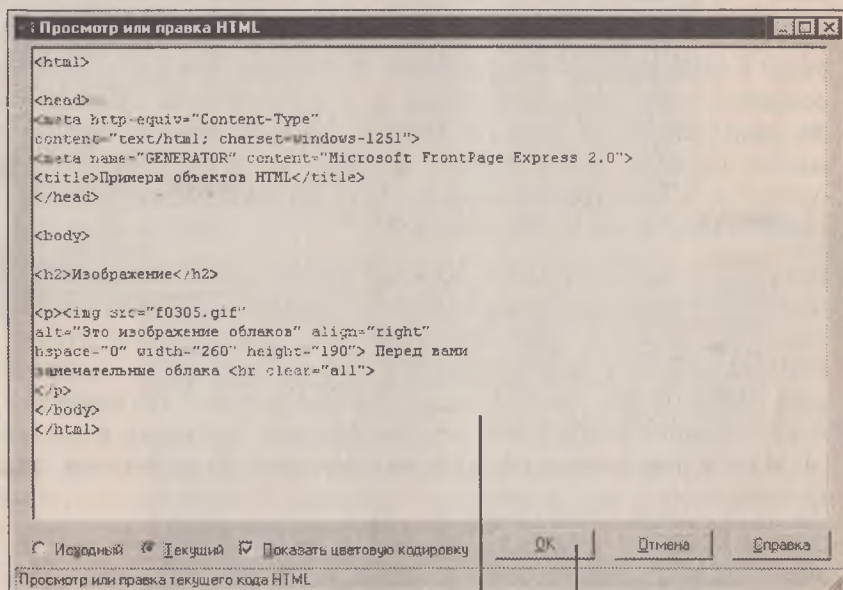 Просмотр или правка HTML
<html>
<head>
<meta http-equiv="Content-Type"
content="text/html; charset=windows-1251">
<meta name="GENERATOR" content="Microsoft FrontPage Express 2.0">
<title>Примеры объектов HTML</title>
</head>
<body>
<h2>Изображение</h2>
<p><img src="f0305.gif"
alt="Это изображение облаков" align="right"
hspace="0" width="260" height="190"> Перед вами
замечательные облака <br clear="all">
</p>
</body>
</html>
Исходный Текущий Показать цветовую кодировку OK Отмена Справка
Просмотр или правка текущего кода HTML